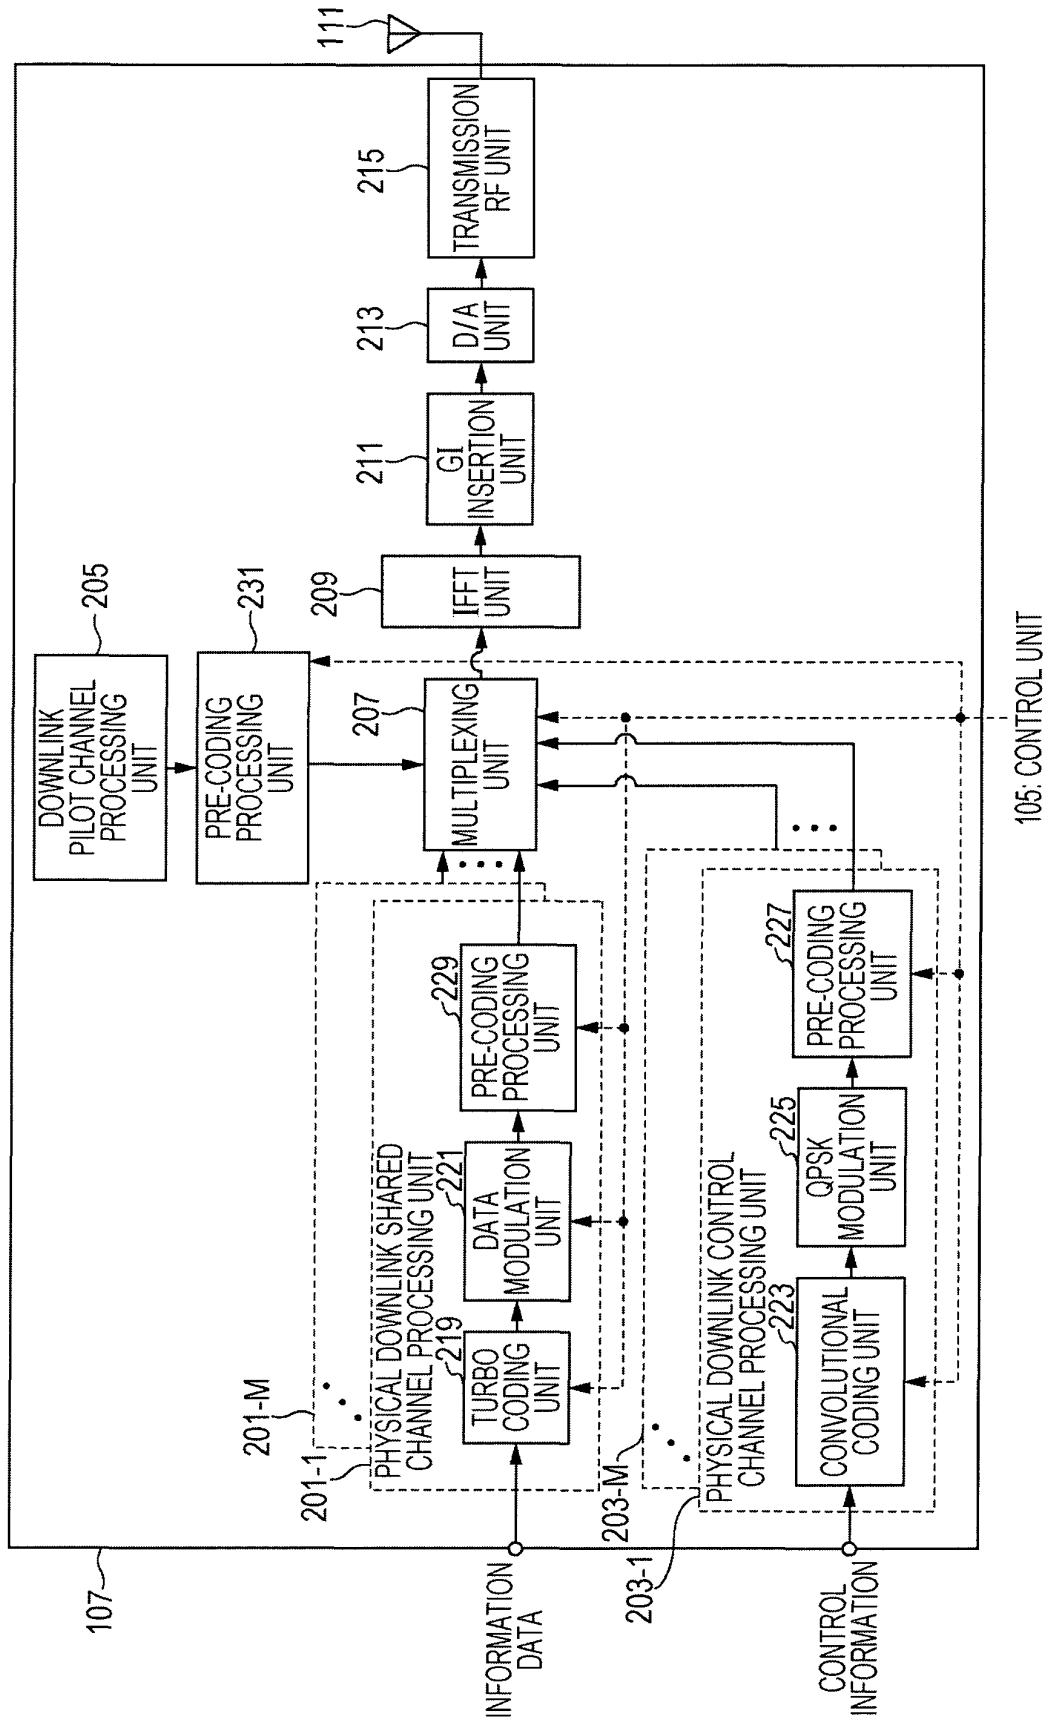 107
INFORMATION
DATA
CONTROL
INFORMATION
201-M
201-1
PHYSICAL DOWNLINK SHARED
CHANNEL PROCESSING UNIT
219
TURBO
CODING
UNIT
221
DATA
MODULATION
UNIT
229
PRE-CODING
PROCESSING
UNIT
203-M
203-1
PHYSICAL DOWNLINK CONTROL
CHANNEL PROCESSING UNIT
223
CONVOLUTIONAL
CODING UNIT
225
QPSK
MODULATION
UNIT
227
PRE-CODING
PROCESSING
UNIT
205
DOWNLINK
PILOT CHANNEL
PROCESSING
UNIT
231
PRE-CODING
PROCESSING
UNIT
207
MULTIPLEXING
UNIT
209
IFFT
UNIT
211
GI
INSERTION
UNIT
213
D/A
UNIT
215
TRANSMISSION
RF UNIT
111
105: CONTROL UNIT